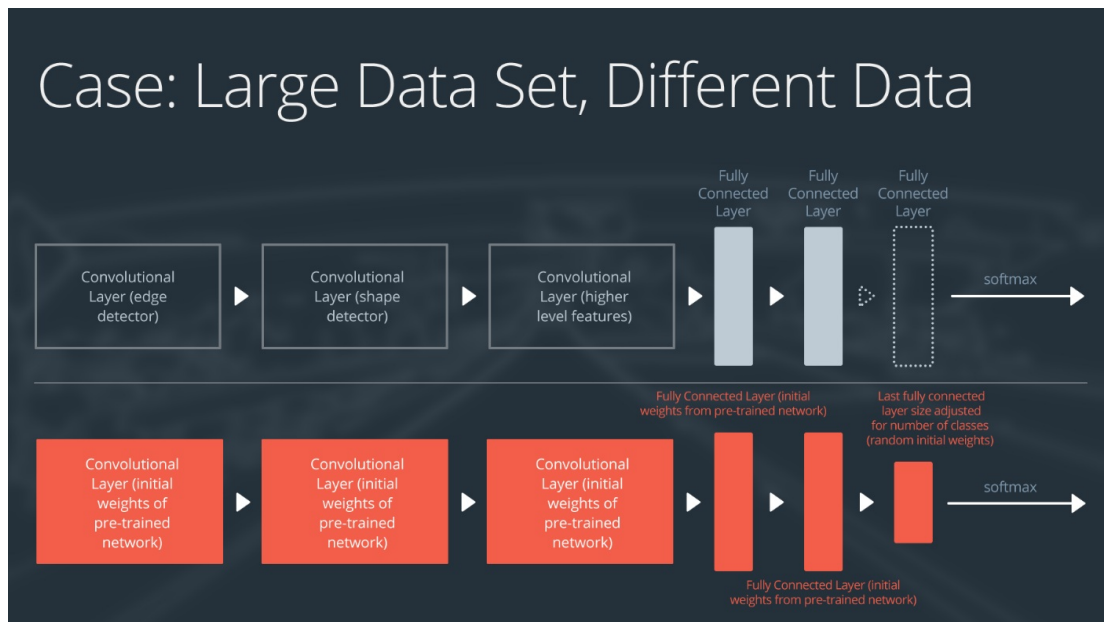 Case: Large Data Set, Different Data
Fully
Connected
Layer
Fully
Connected
Layer
Fully
Connected
Layer
Convolutional
Layer (edge
detector)
Convolutional
Layer (shape
detector)
Convolutional
Layer (higher
level features)
softmax
Fully Connected Layer (initial
weights from pre-trained network)
Last fully connected
layer size adjusted
for number of classes
(random initial weights)
Convolutional
Layer (initial
weights of
pre-trained
network)
Convolutional
Layer (initial
weights of
pre-trained
network)
Convolutional
Layer (initial
weights of
pre-trained
network)
softmax
Fully Connected Layer (initial
weights from pre-trained network)